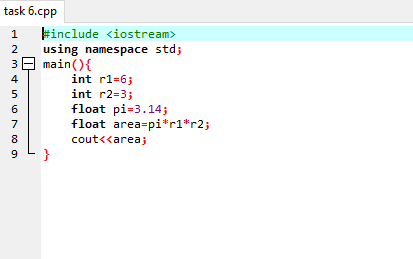 task 6.cpp
1 #include <iostream>
2 using namespace std;
3 main(){
4 int r1=6;
5 int r2=3;
6 float pi=3.14;
7 float area=pi*r1*r2;
8 cout<<area;
9 }